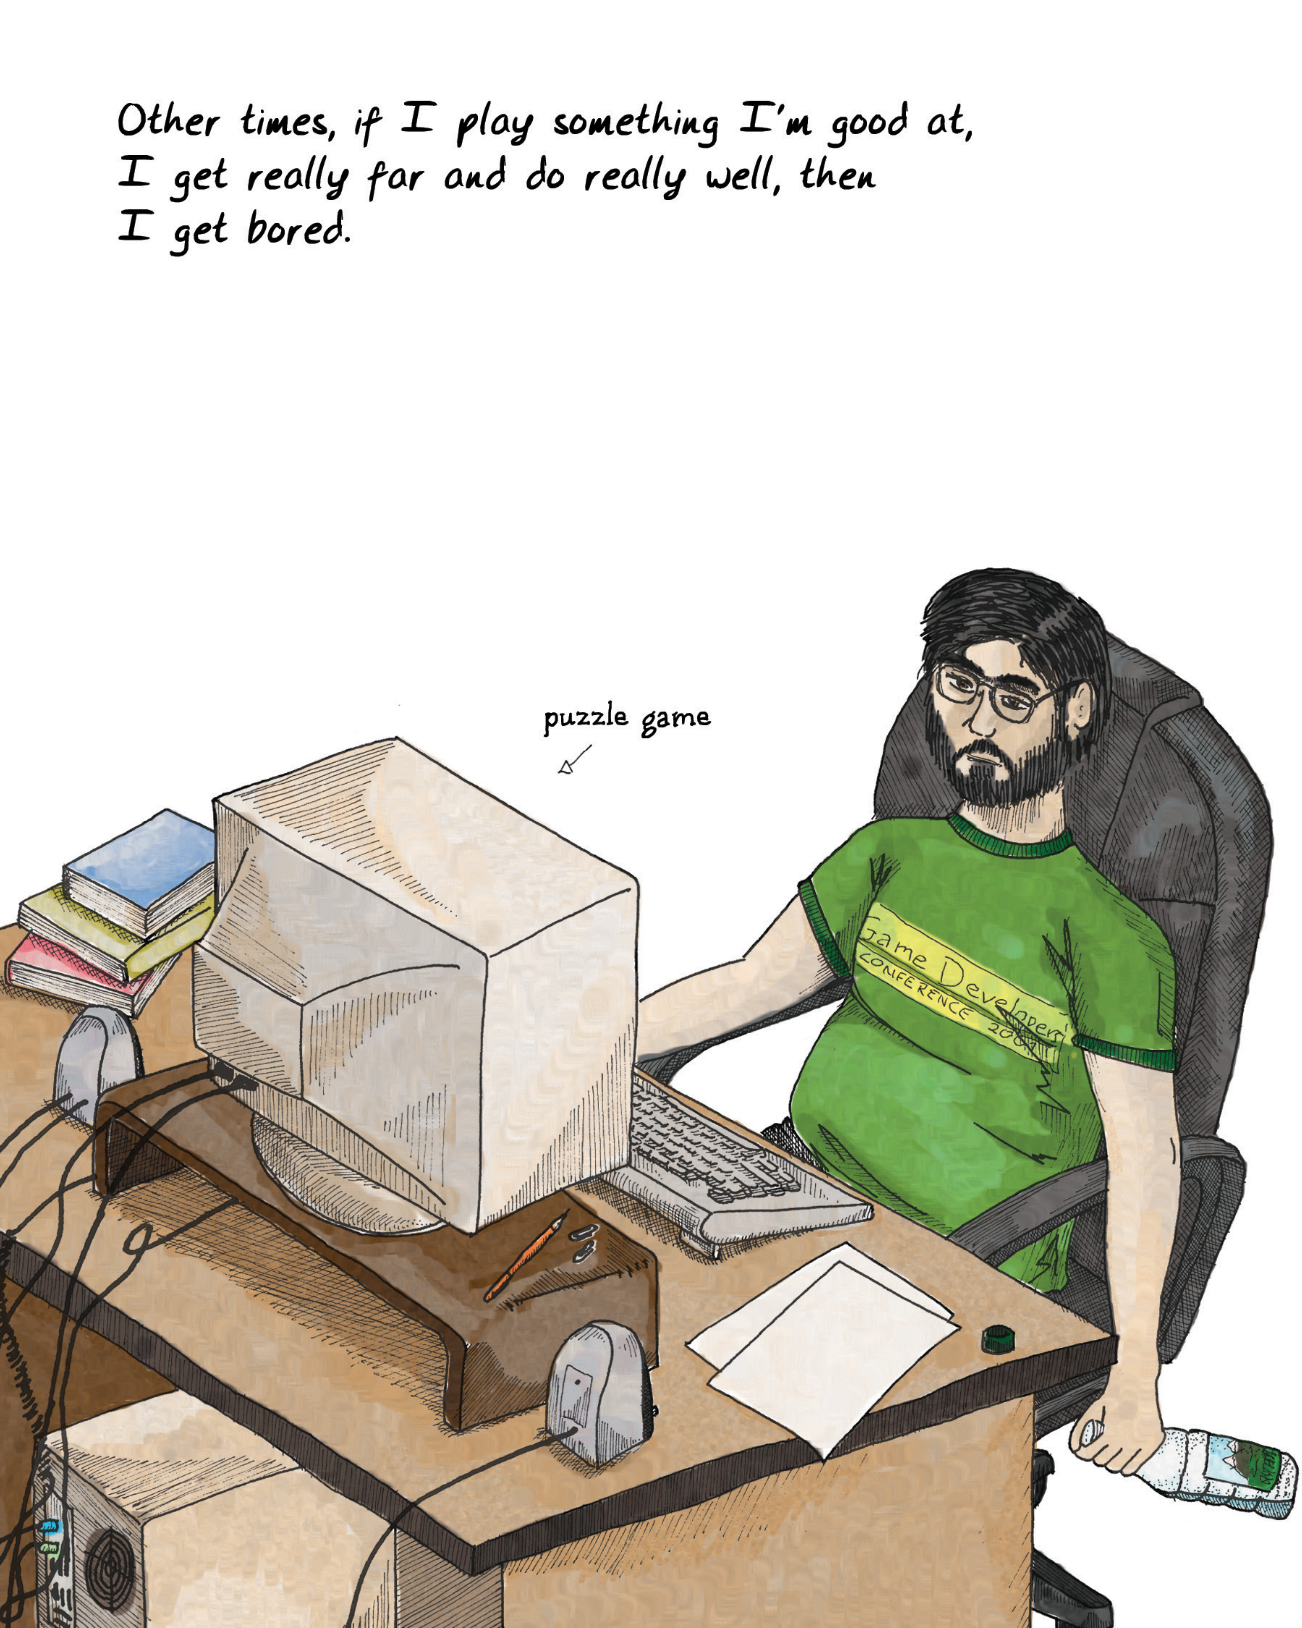 Other times, if I play something I'm good at,
I get really far and do really well, then
I get bored.
puzzle game
Game Developers'
CONFERENCE